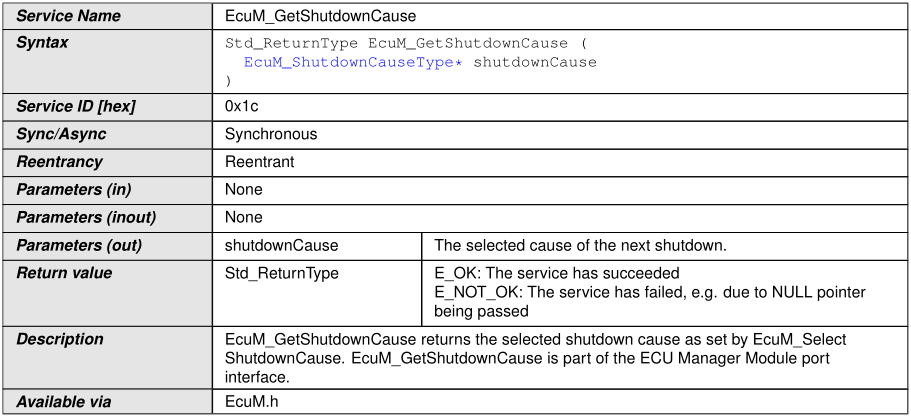 Service Name EcuM_GetShutdownCause
Syntax Std_ReturnType EcuM_GetShutdownCause (
EcuM_ShutdownCauseType* shutdownCause
)
Service ID [hex] 0x1c
Sync/Async Synchronous
Reentrancy Reentrant
Parameters (in) None
Parameters (inout) None
Parameters (out) shutdownCause The selected cause of the next shutdown.
Return value Std_ReturnType E_OK: The service has succeeded
E_NOT_OK: The service has failed, e.g. due to NULL pointer
being passed
Description EcuM_GetShutdownCause returns the selected shutdown cause as set by EcuM_Select
ShutdownCause. EcuM_GetShutdownCause is part of the ECU Manager Module port
interface.
Available via EcuM.h